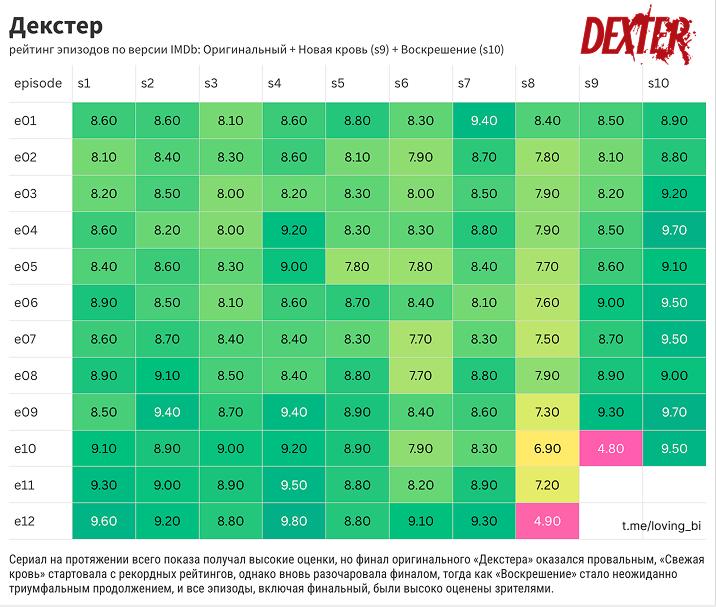 Декстер
рейтинг эпизодов по версии IMDb: Оригинальный + Новая кровь (s9) + Воскрешение (s10)
DEXTER
episode s1 s2 s3 s4 s5 s6 s7 s8 s9 s10
e01 8.60 8.60 8.10 8.60 8.80 8.30 9.40 8.40 8.50 8.90
e02 8.10 8.40 8.30 8.60 8.10 7.90 8.70 7.80 8.10 8.80
e03 8.20 8.50 8.00 8.20 8.30 8.00 8.50 7.90 8.20 9.20
e04 8.60 8.20 8.00 9.20 8.30 8.30 8.80 7.90 8.50 9.70
e05 8.40 8.60 8.30 9.00 7.80 7.80 8.40 7.70 8.60 9.10
e06 8.90 8.50 8.10 8.60 8.70 8.40 8.10 7.60 9.00 9.50
e07 8.60 8.70 8.40 8.40 8.30 7.70 8.30 7.50 8.70 9.50
e08 8.90 9.10 8.50 8.40 8.80 7.70 8.80 7.90 8.90 9.00
e09 8.50 9.40 8.70 9.40 8.90 8.40 8.60 7.30 9.30 9.70
e10 9.10 8.90 9.00 9.20 8.90 7.90 8.30 6.90 4.80 9.50
e11 9.30 9.00 8.90 9.50 8.80 8.20 8.90 7.20
e12 9.60 9.20 8.80 9.80 8.80 9.10 9.30 4.90
t.me/loving_bi
Сериал на протяжении всего показа получал высокие оценки, но финал оригинального «Декстера» оказался провальным, «Свежая
кровь» стартовала с рекордных рейтингов, однако вновь разочаровала финалом, тогда как «Воскрешение» стало неожиданно
триумфальным продолжением, и все эпизоды, включая финальный, были высоко оценены зрителями.